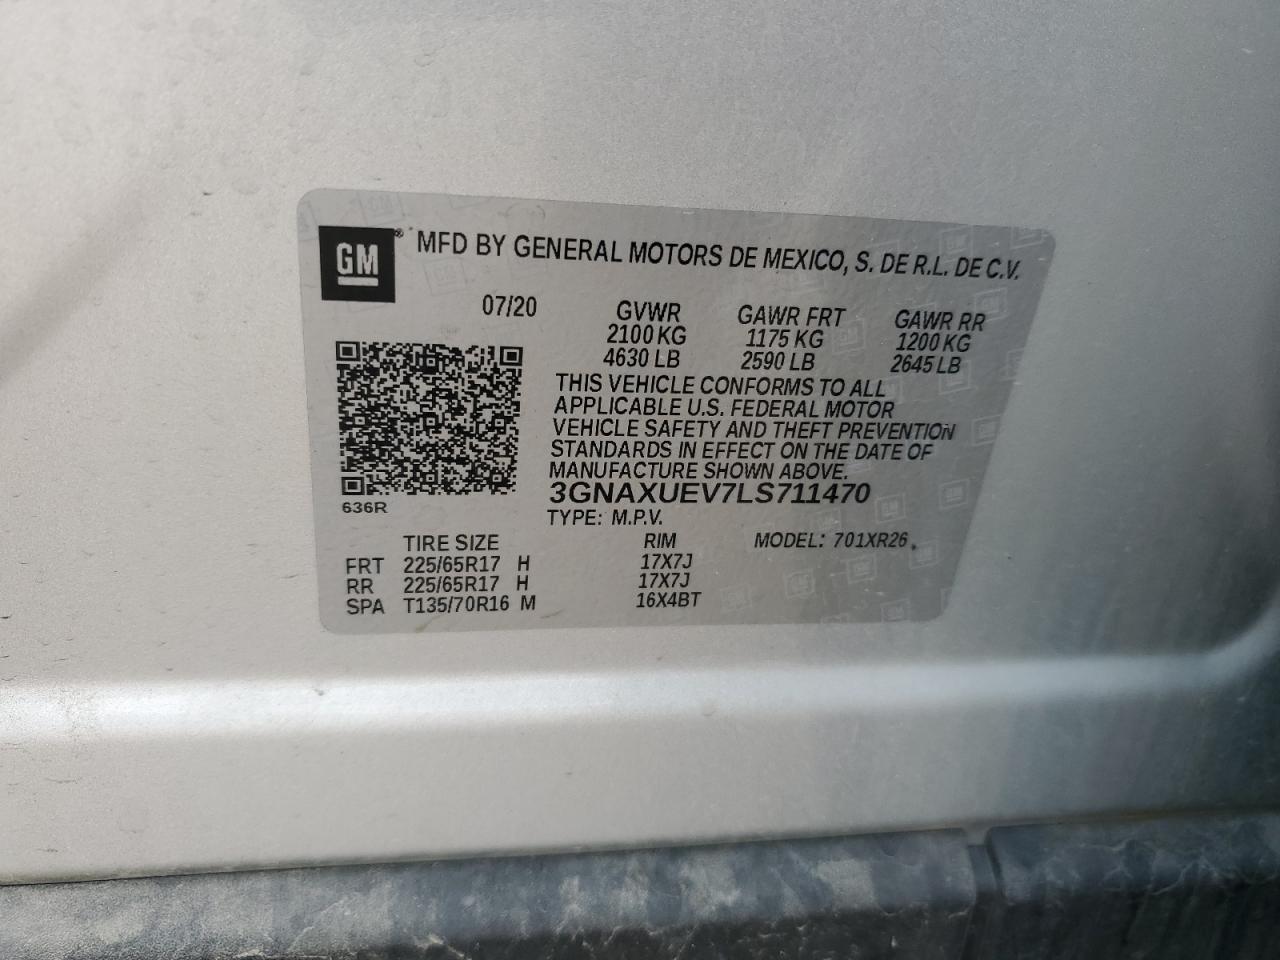 GM ® MFD BY GENERAL MOTORS DE MEXICO, S. DE R.L. DE C.V.
07/20 GVWR GAWR FRT GAWR RR
2100 KG 1175 KG 1200 KG
4630 LB 2590 LB 2645 LB
THIS VEHICLE CONFORMS TO ALL
APPLICABLE U.S. FEDERAL MOTOR
VEHICLE SAFETY AND THEFT PREVENTION
STANDARDS IN EFFECT ON THE DATE OF
MANUFACTURE SHOWN ABOVE.
3GNAXUEV7LS711470
636R
TYPE: M.P.V.
TIRE SIZE RIM MODEL: 701XR26
FRT 225/65R17 H 17X7J
RR 225/65R17 H 17X7J
SPA T135/70R16 M 16X4BT